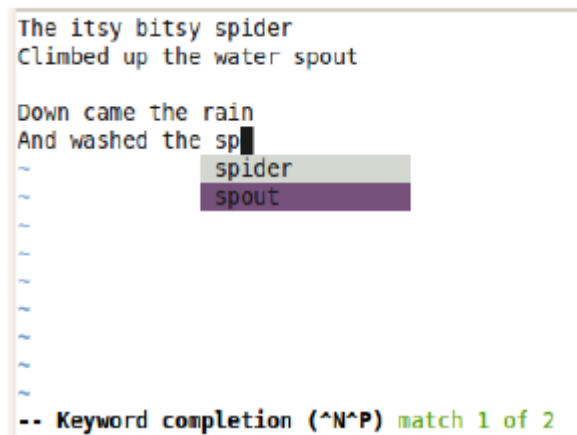 The itsy bitsy spider
Climbed up the water spout

Down came the rain
And washed the sp
~ spider
~ spout
~
~
~
~
~
~
~
-- Keyword completion (^N^P) match 1 of 2